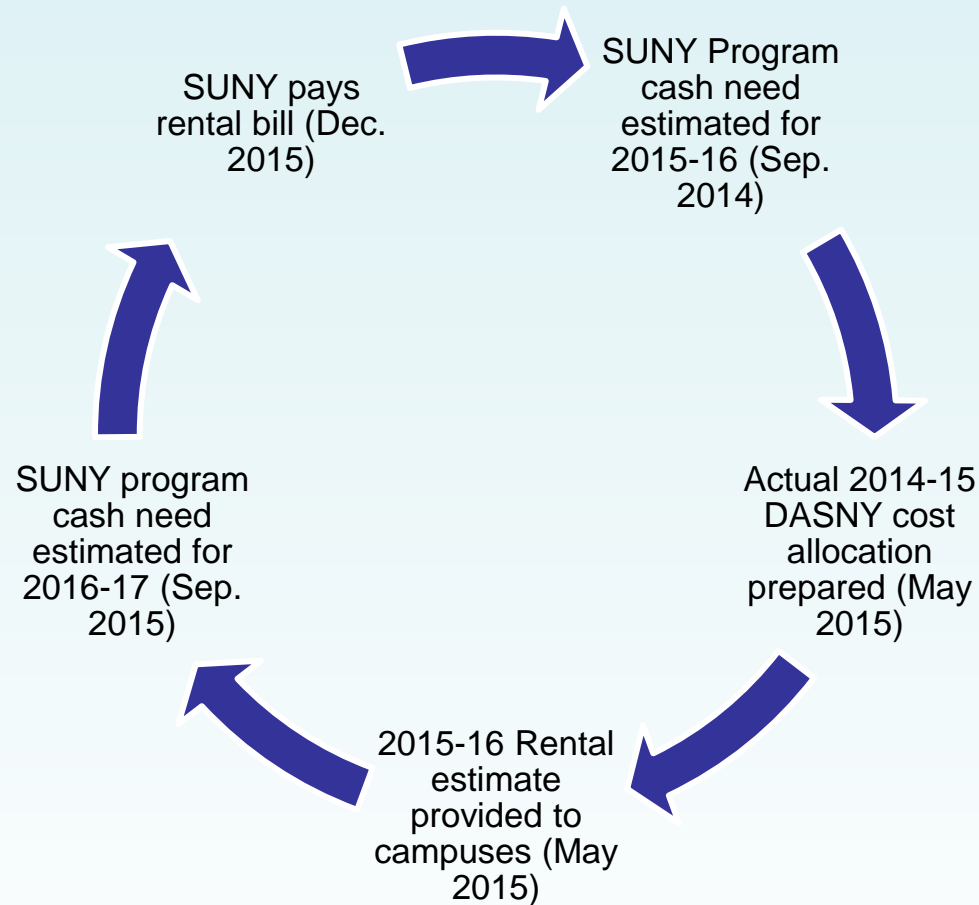 SUNY pays
rental bill (Dec.
2015)
SUNY Program
cash need
estimated for
2015-16 (Sep.
2014)
Actual 2014-15
DASNY cost
allocation
prepared (May
2015)
2015-16 Rental
estimate
provided to
campuses (May
2015)
SUNY program
cash need
estimated for
2016-17 (Sep.
2015)